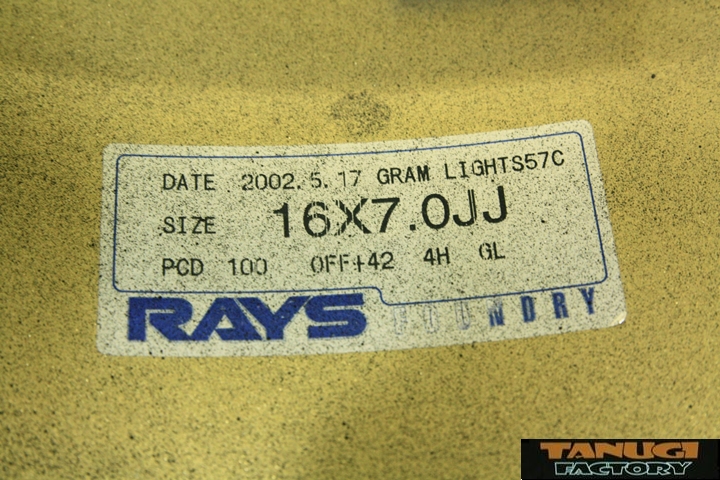 DATE 2002.5.17 GRAM LIGHTS57C
SIZE 16X7.0JJ
PCD 100 OFF+42 4H GL
RAYS FOUNDRY
TANUGI
FACTORY